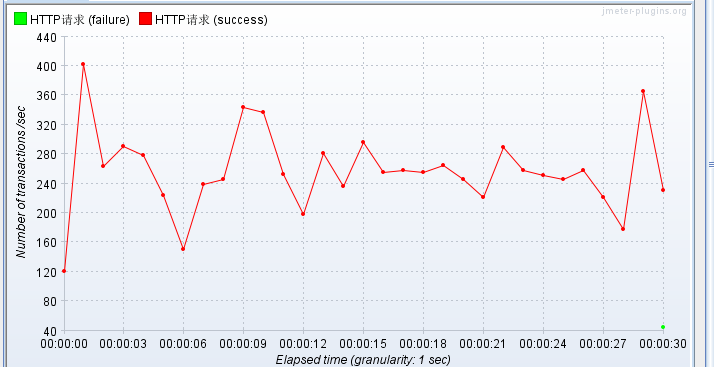 jmeter-plugins.org
HTTP请求 (failure) HTTP请求 (success)
440
400
360
320
280
240
200
160
120
80
40
Number of transactions /sec
00:00:00 00:00:03 00:00:06 00:00:09 00:00:12 00:00:15 00:00:18 00:00:21 00:00:24 00:00:27 00:00:30
Elapsed time (granularity: 1 sec)